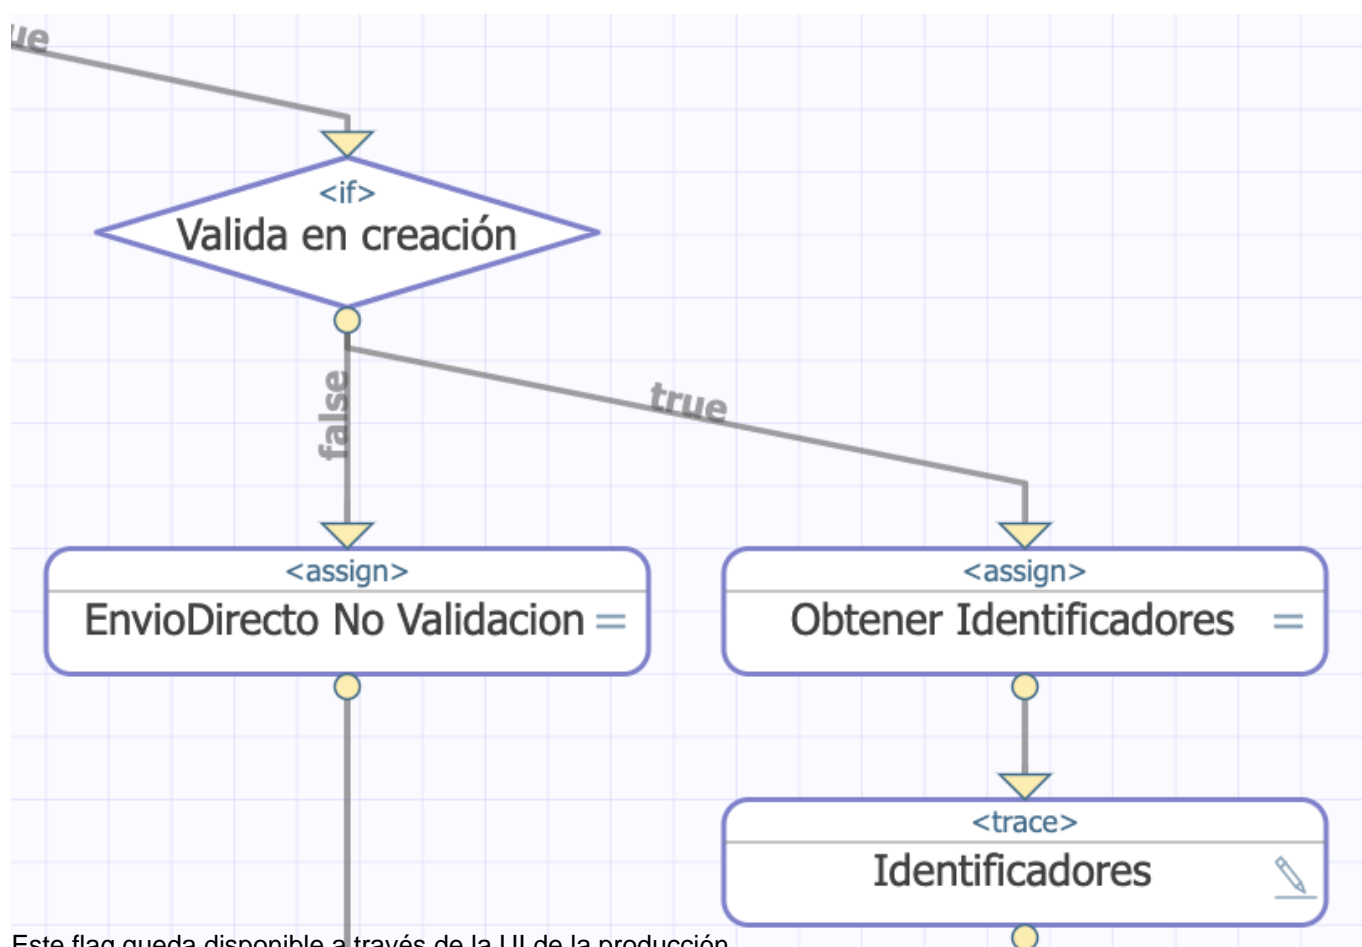 <if>
Valida en creación
false
true
<assign>
EnvioDirecto No Validacion
<assign>
Obtener Identificadores
<trace>
Identificadores
Este flag queda disponible a través de la UI de la producción